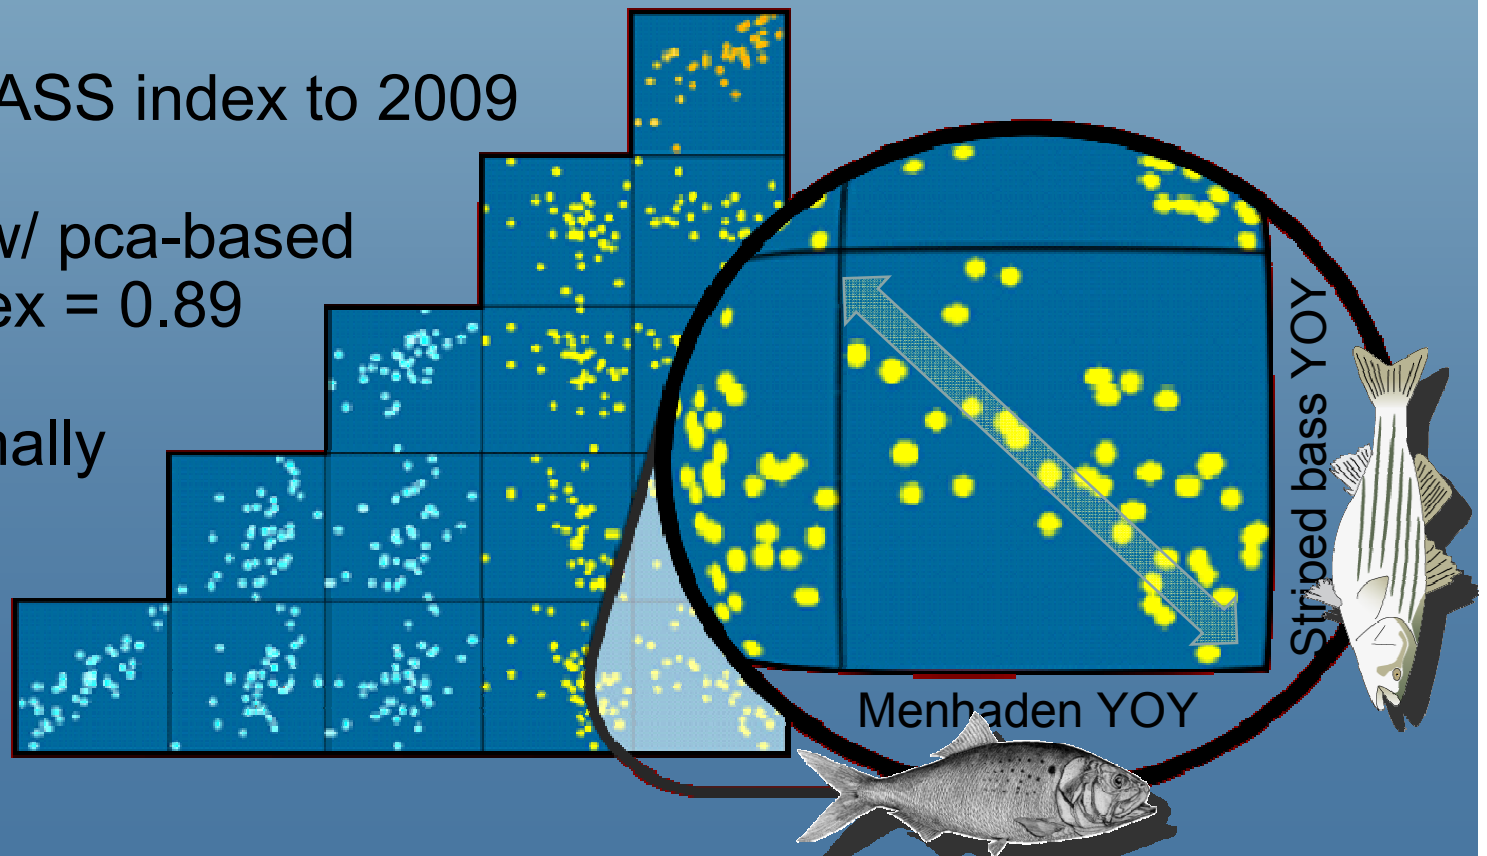 ASS index to 2009
w/ pca-based
ex = 0.89
nally
Striped bass YOY
Menhaden YOY